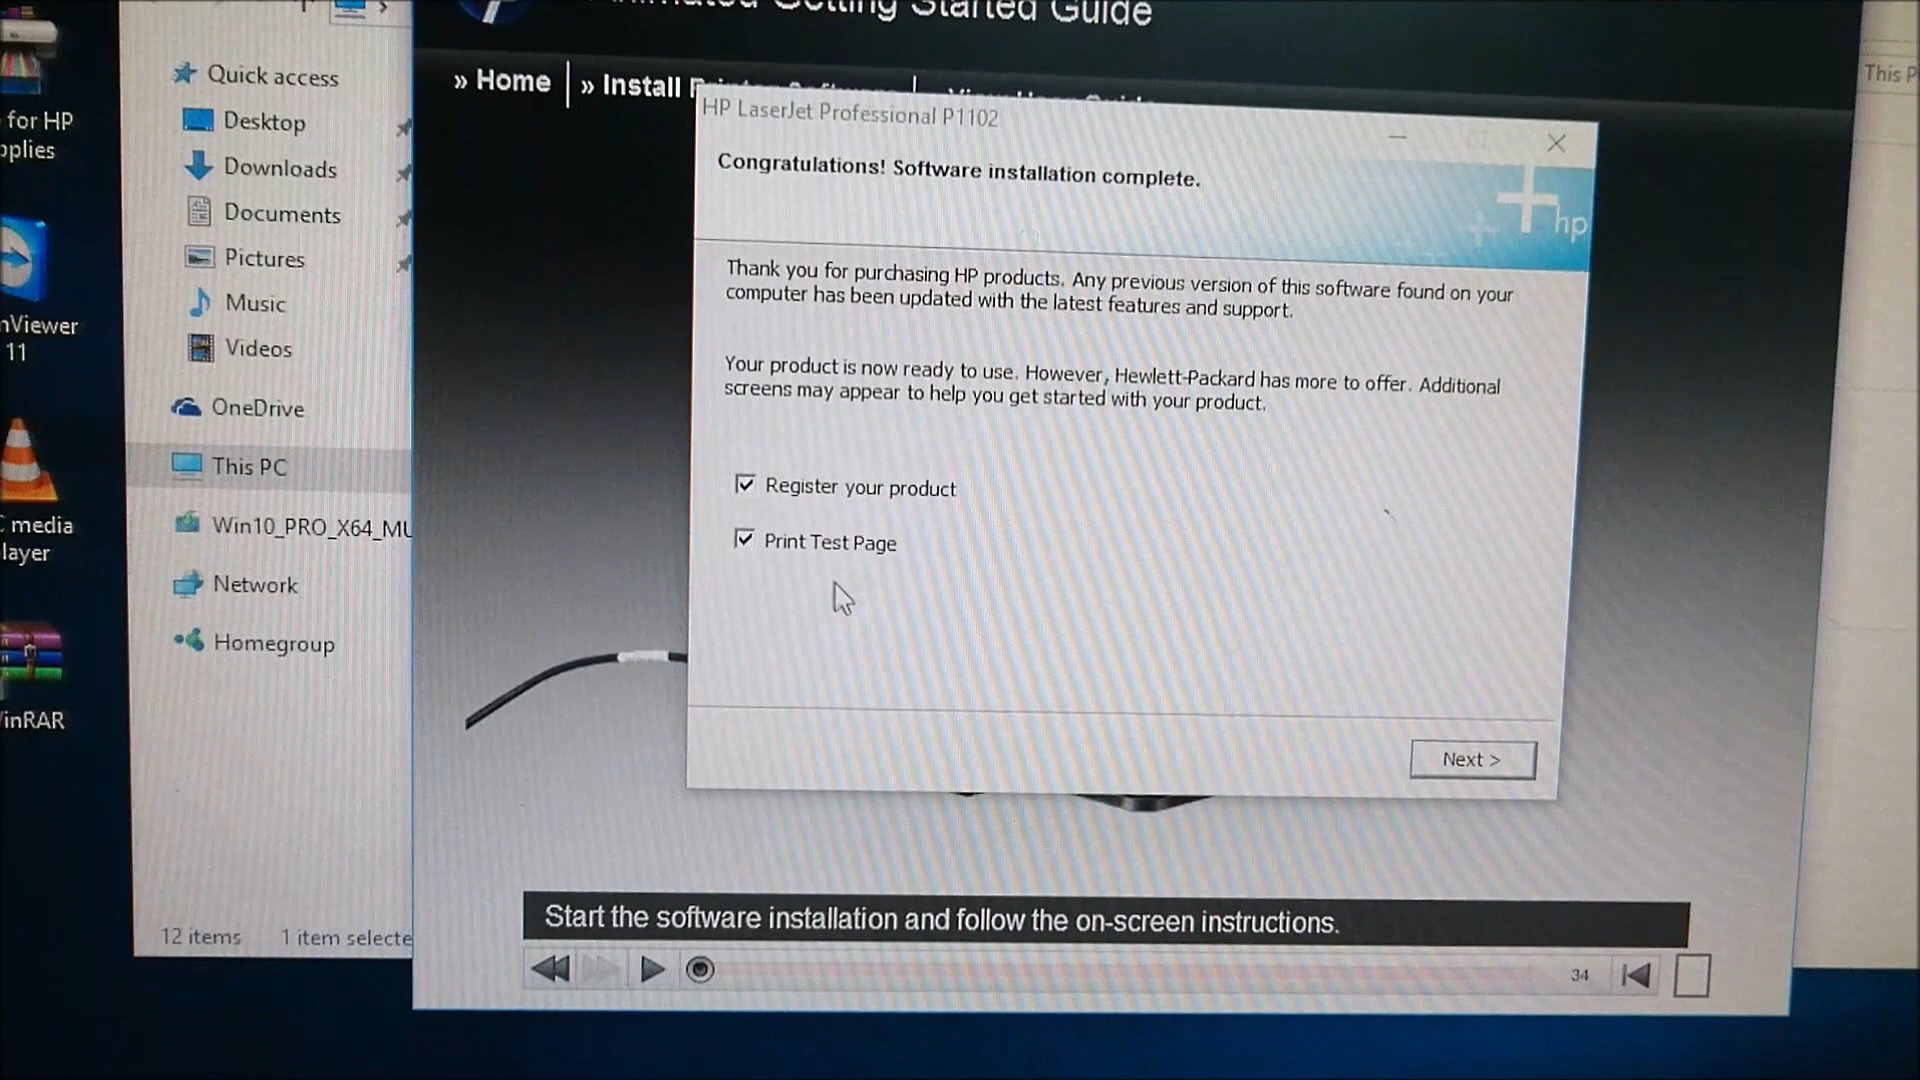 Getting Started Guide
» Home
» Install
This P
for HP
Quick access
Desktop
Downloads
Documents
Pictures
Music
Videos
OneDrive
This PC
Win10_PRO_X64_MU
Network
Homegroup
11
media
12 items
1 item selecte
HP LaserJet Professional P1102
Congratulations! Software installation complete.
hp
Thank you for purchasing HP products. Any previous version of this software found on your
computer has been updated with the latest features and support.
Your product is now ready to use. However, Hewlett-Packard has more to offer. Additional
screens may appear to help you get started with your product.
Register your product
Print Test Page
Next >
Start the software installation and follow the on-screen instructions.
34